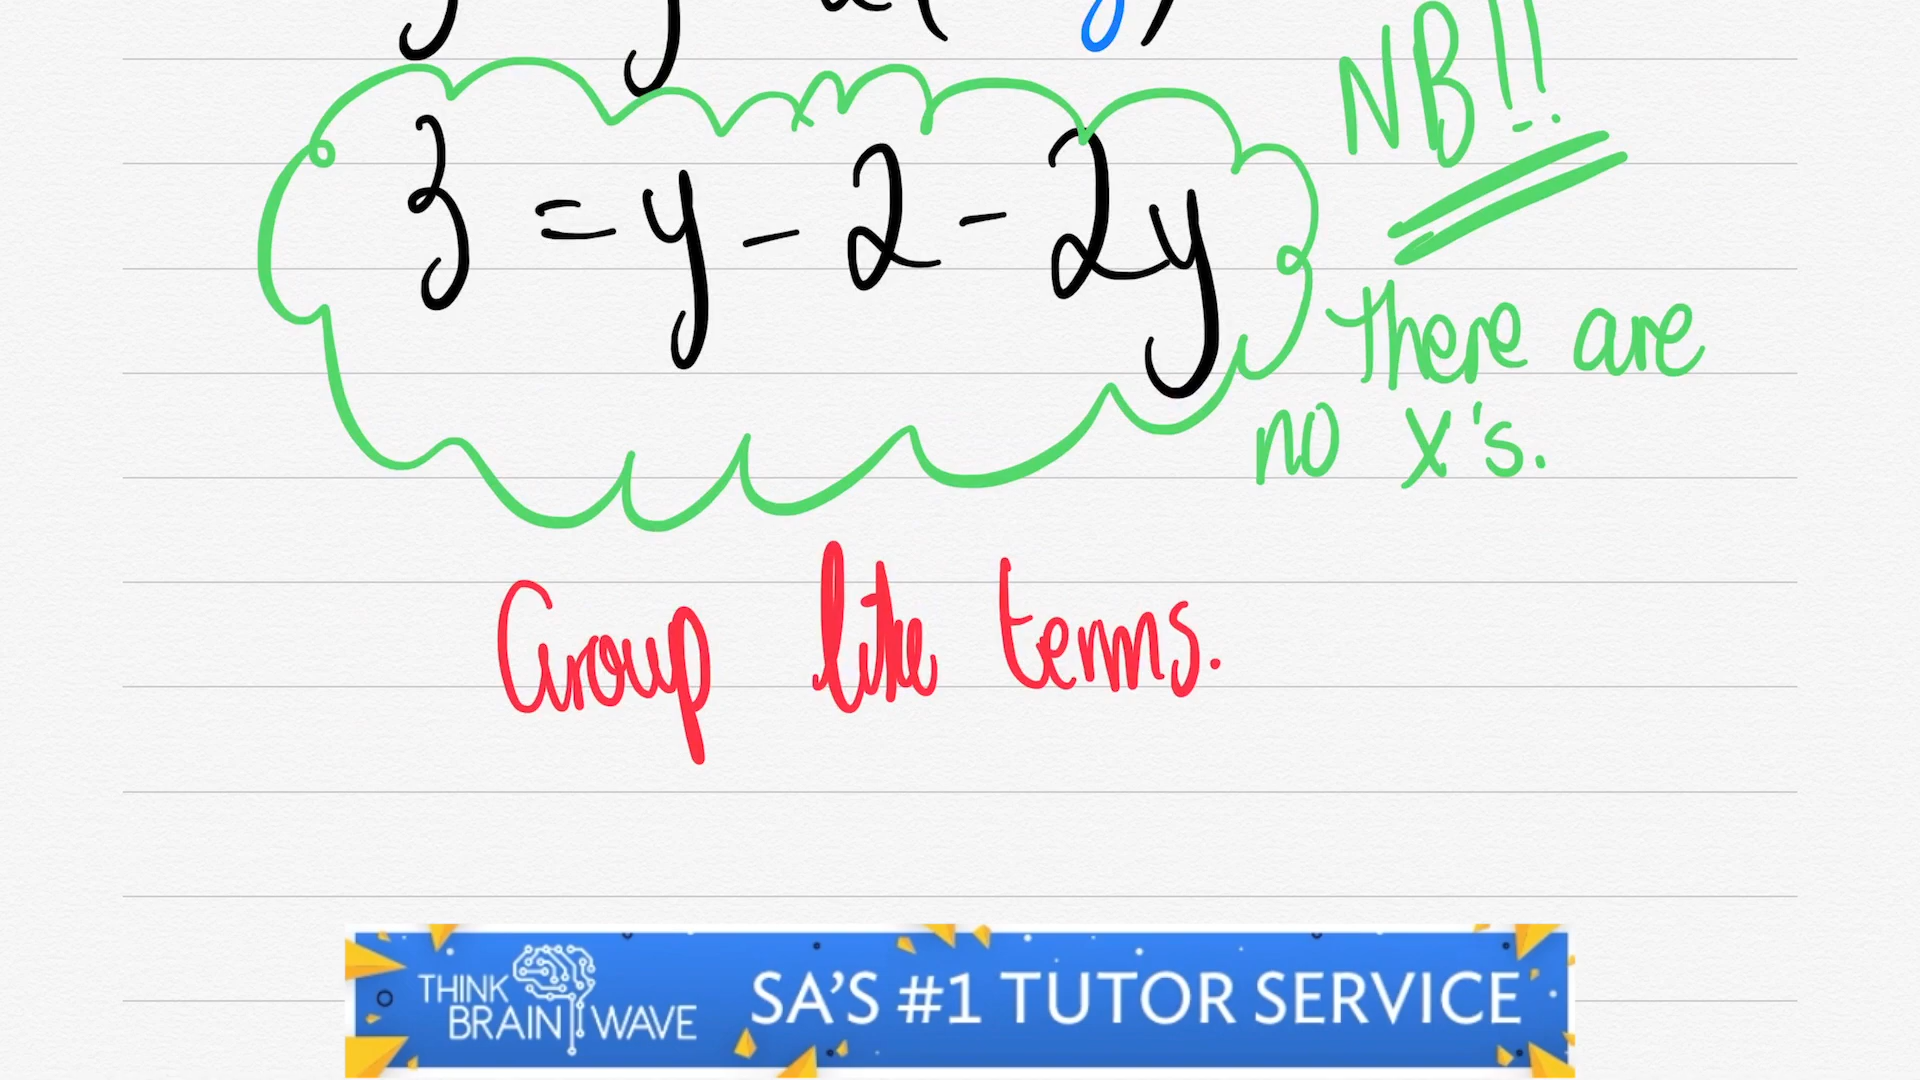 NB!!
3 = y - 2 - 2y
there are
no x's.
Group like terms.
THINK
BRAIN WAVE
SA'S #1 TUTOR SERVICE